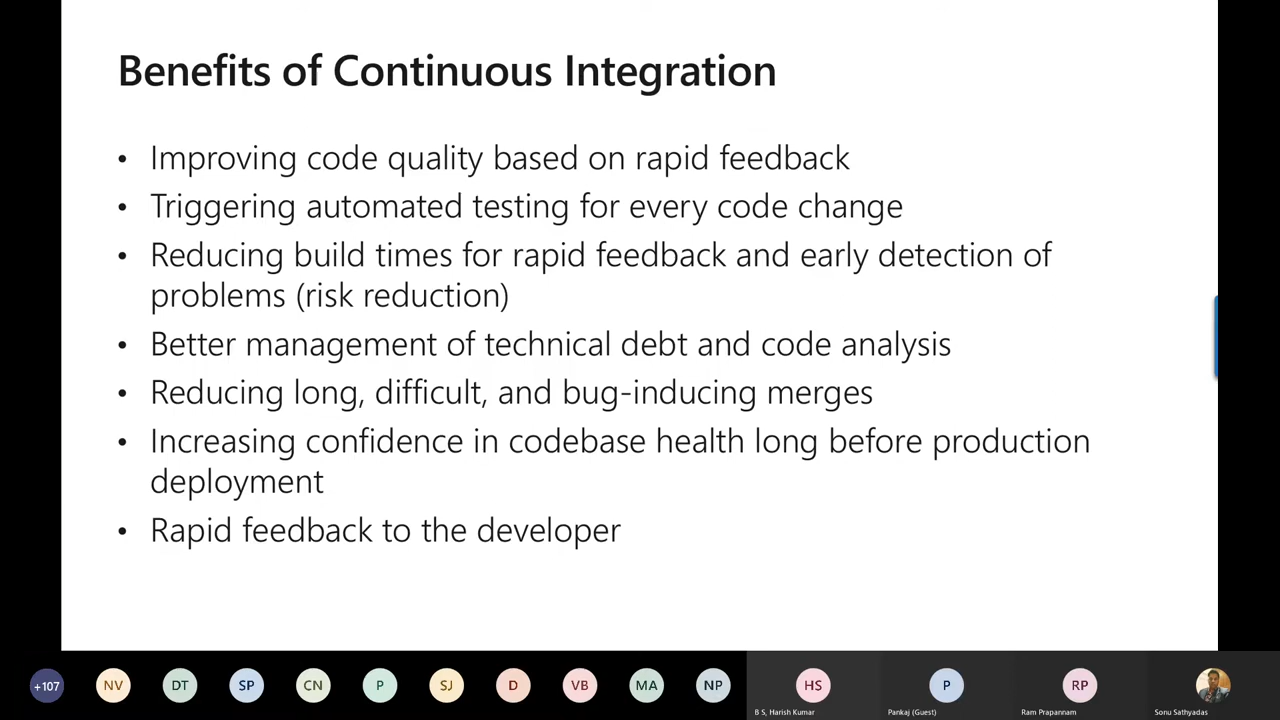 Benefits of Continuous Integration
• Improving code quality based on rapid feedback
• Triggering automated testing for every code change
• Reducing build times for rapid feedback and early detection of
problems (risk reduction)
• Better management of technical debt and code analysis
• Reducing long, difficult, and bug-inducing merges
• Increasing confidence in codebase health long before production
deployment
• Rapid feedback to the developer
+107 NV DT SP CN P SJ D VB MA NP HS P RP
B S, Harish Kumar Pankaj (Guest) Ram Prapannam Sonu Sathyadas